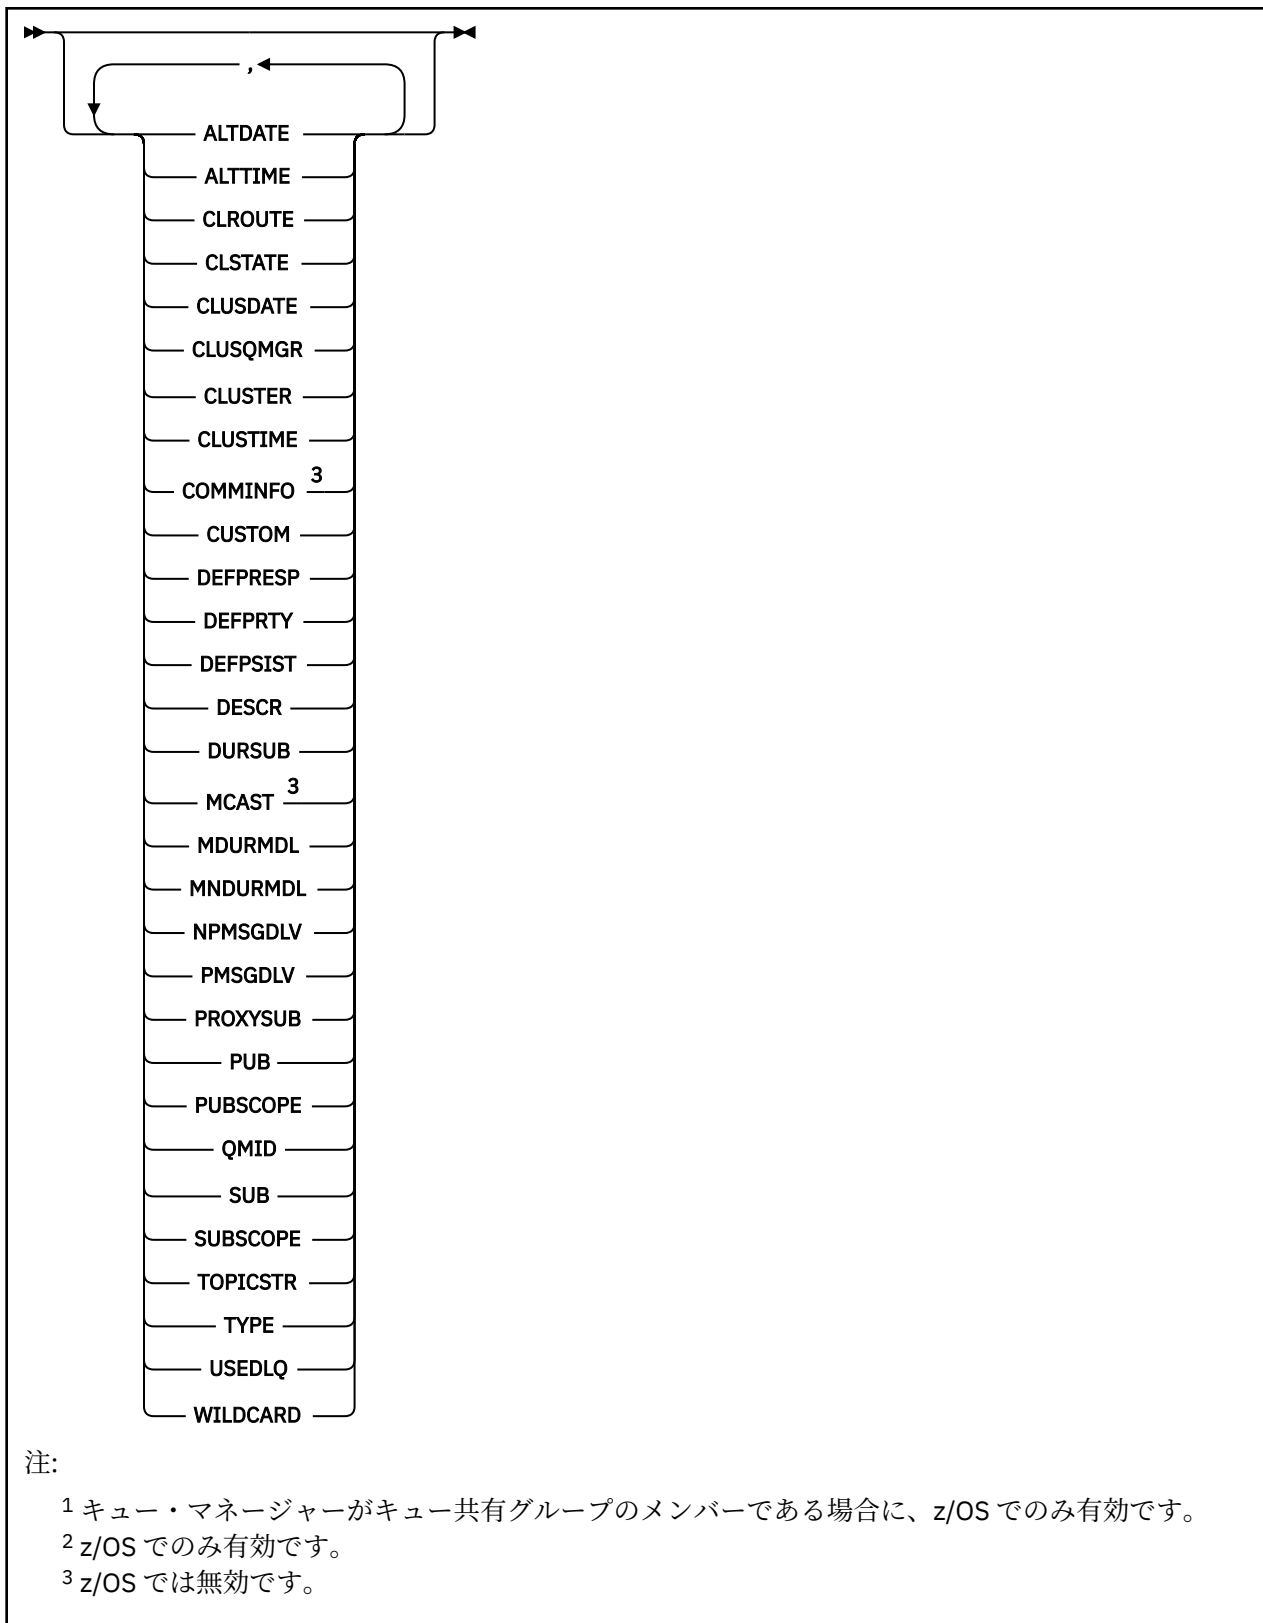 ,
ALTDATE
ALTTIME
CLROUTE
CLSTATE
CLUSDATE
CLUSQMGR
CLUSTER
CLUSTIME
COMMINFO 3
CUSTOM
DEFPRESP
DEFPRTY
DEFPSIST
DESCR
DURSUB
MCAST 3
MDURMDL
MNDURMDL
NPMSGDLV
PMSGDLV
PROXYSUB
PUB
PUBSCOPE
QMID
SUB
SUBSCOPE
TOPICSTR
TYPE
USEDLQ
WILDCARD
注:
1 キュー・マネージャーがキュー共有グループのメンバーである場合に、z/OS でのみ有効です。
2 z/OS でのみ有効です。
3 z/OS では無効です。